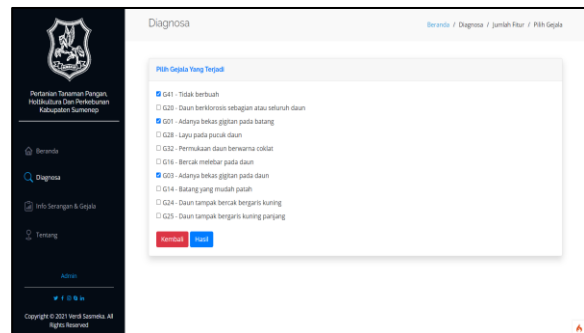 Diagnosa
Beranda / Diagnosa / Jumlah Fitur / Pilih Gejala
Pertanian Tanaman Pangan,
Holtikultura Dan Perkebunan
Kabupaten Sumenep
Beranda
Diagnosa
Info Serangan & Gejala
Tentang
Admin
Copyright © 2021 Verdi Sasmeka. All
Rights Reserved
Pilih Gejala Yang Terjadi
G41 - Tidak berbuah
G20 - Daun berklorosis sebagian atau seluruh daun
G01 - Adanya bekas gigitan pada batang
G28 - Layu pada pucuk daun
G32 - Permukaan daun berwarna coklat
G16 - Bercak melebar pada daun
G03 - Adanya bekas gigitan pada daun
G14 - Batang yang mudah patah
G24 - Daun tampak bercak bergaris kuning
G25 - Daun tampak bergaris kuning panjang
Kembali Hasil